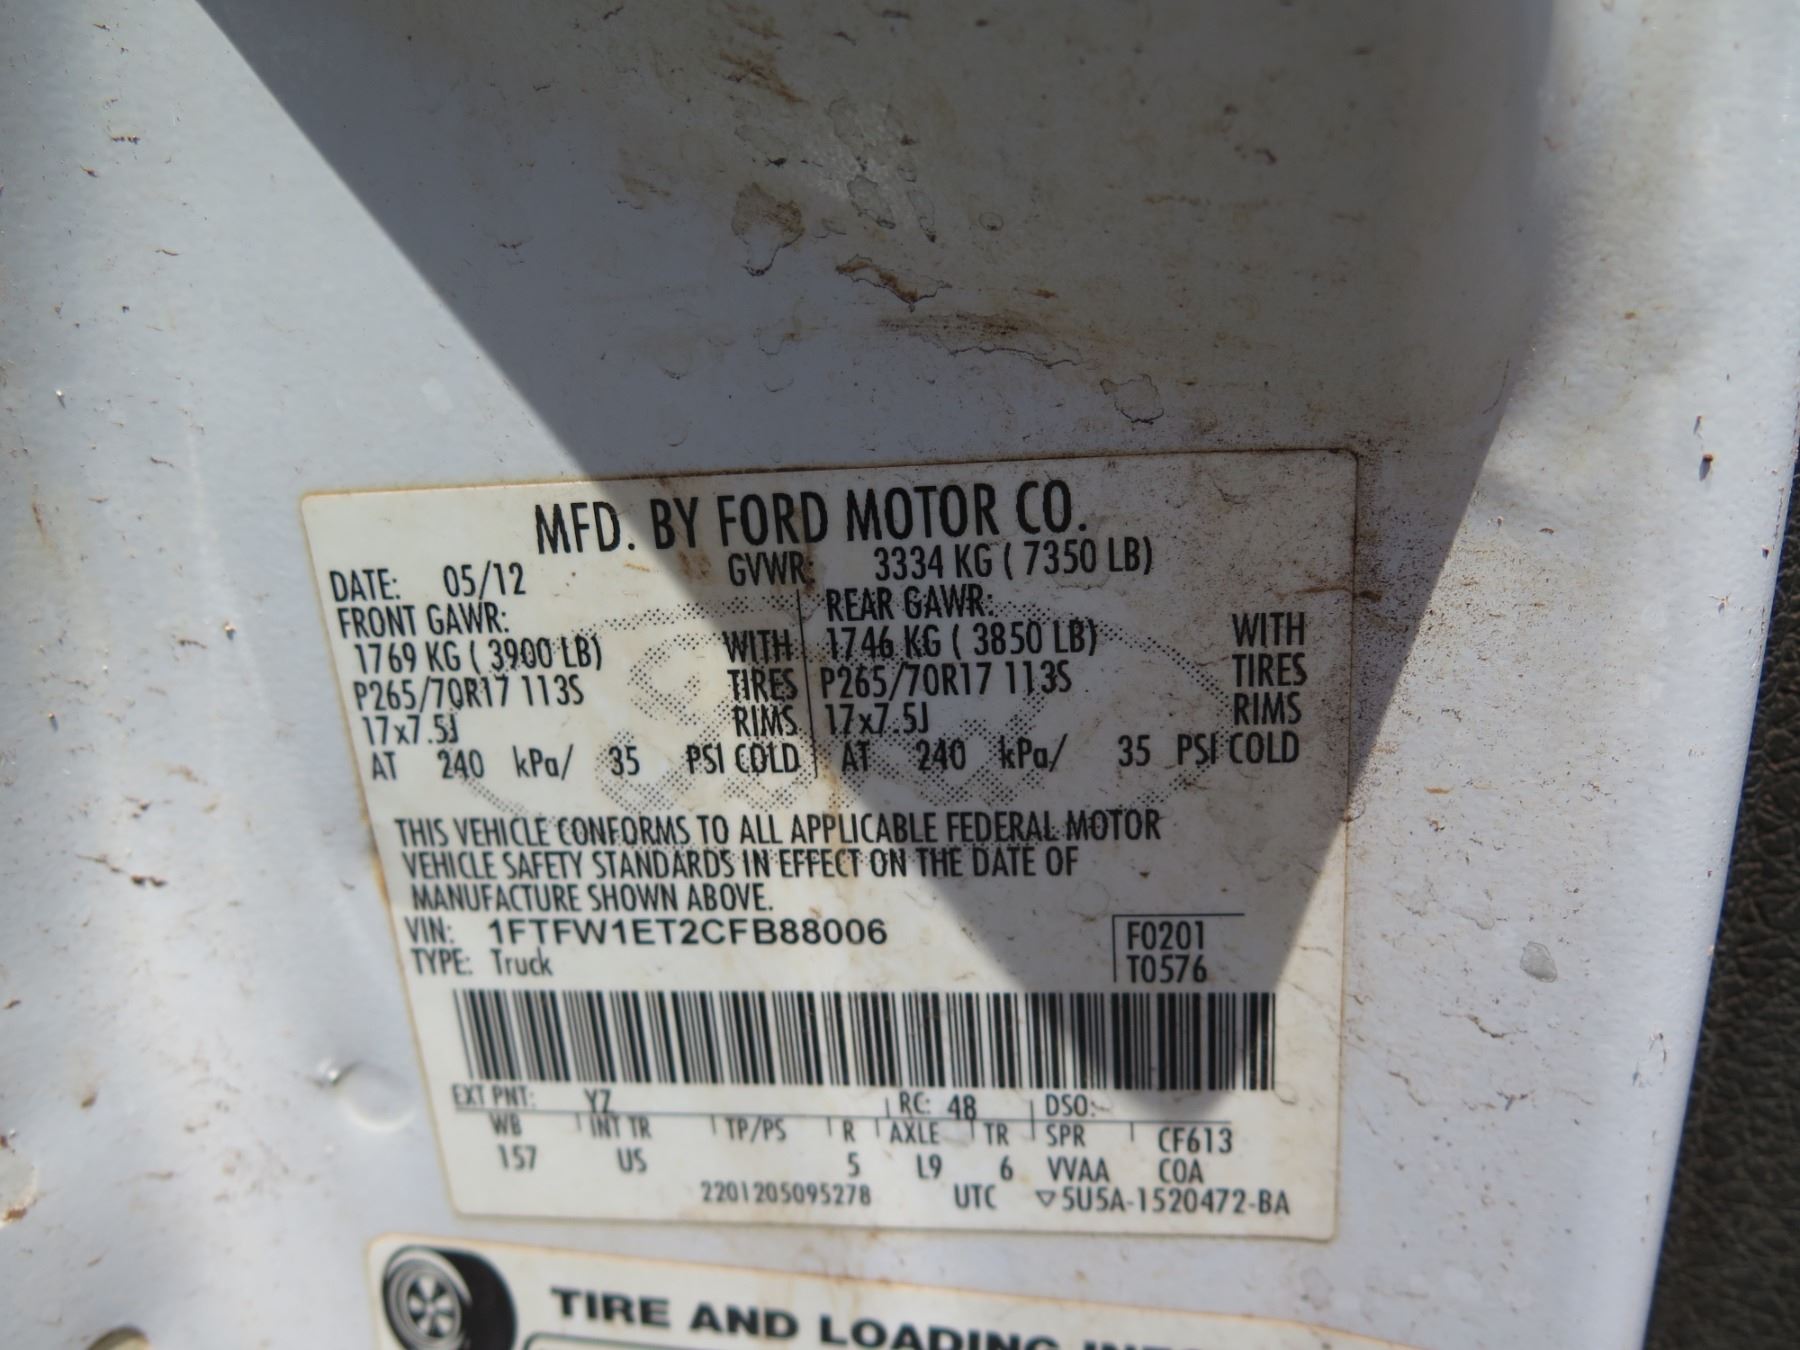 MFD. BY FORD MOTOR CO.
DATE: 05/12 GVWR: 3334 KG ( 7350 LB)
FRONT GAWR: REAR GAWR:
1769 KG ( 3900 LB) WITH 1746 KG ( 3850 LB) WITH
P265/70R17 113S TIRES P265/70R17 113S TIRES
17x7.5J RIMS 17x7.5J RIMS
AT 240 kPa/ 35 PSI COLD AT 240 kPa/ 35 PSI COLD
THIS VEHICLE CONFORMS TO ALL APPLICABLE FEDERAL MOTOR
VEHICLE SAFETY STANDARDS IN EFFECT ON THE DATE OF
MANUFACTURE SHOWN ABOVE.
VIN: 1FTFW1ET2CFB88006 F0201
TYPE: Truck T0576
EXT PNT: YZ RC: 48 DSO:
WB INT TR TP/PS R AXLE TR SPR CF613
157 US 5 L9 6 VVAA COA
2201205095278 UTC ▽5U5A-1520472-BA
TIRE AND LOADING